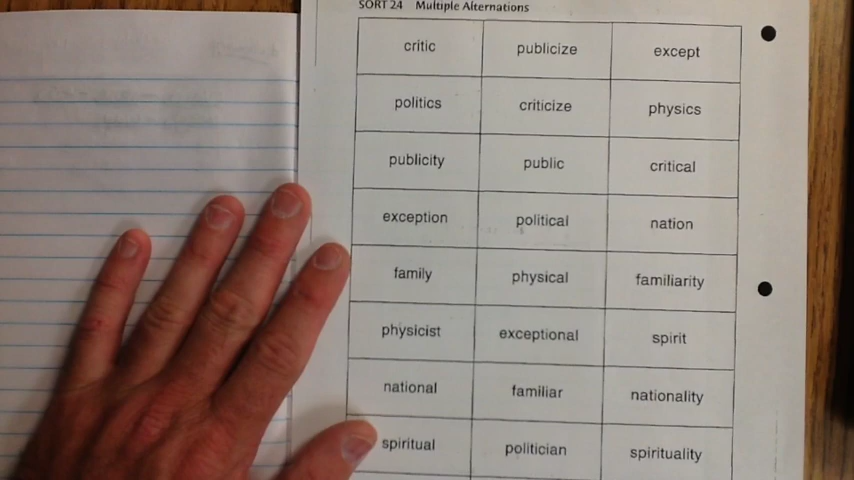 SORT 24 Multiple Alternations
critic publicize except
politics criticize physics
publicity public critical
exception political nation
family physical familiarity
physicist exceptional spirit
national familiar nationality
spiritual politician spirituality